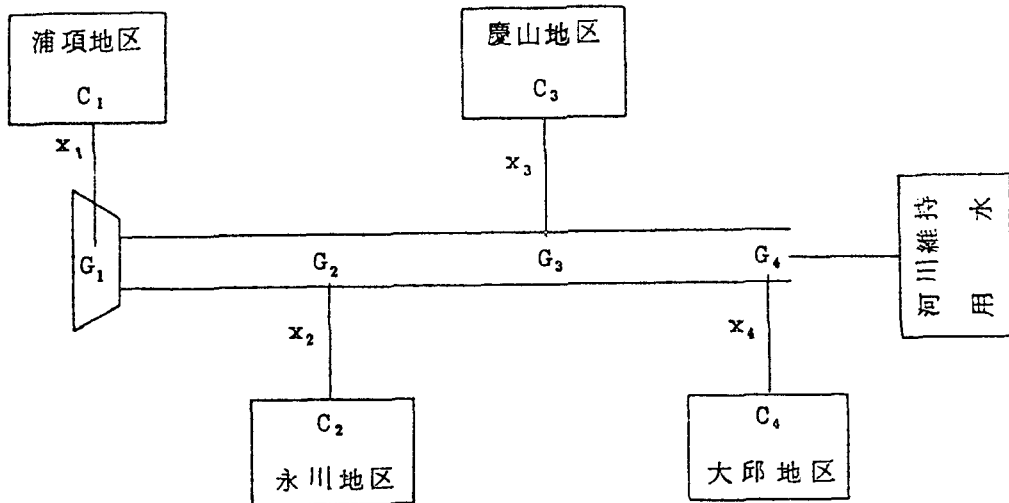 浦項地区
C₁
x₁
慶山地区
C₃
x₃
G₁
G₂
G₃
G₄
x₂
x₄
C₂
永川地区
C₄
大邱地区
河川維持
用水